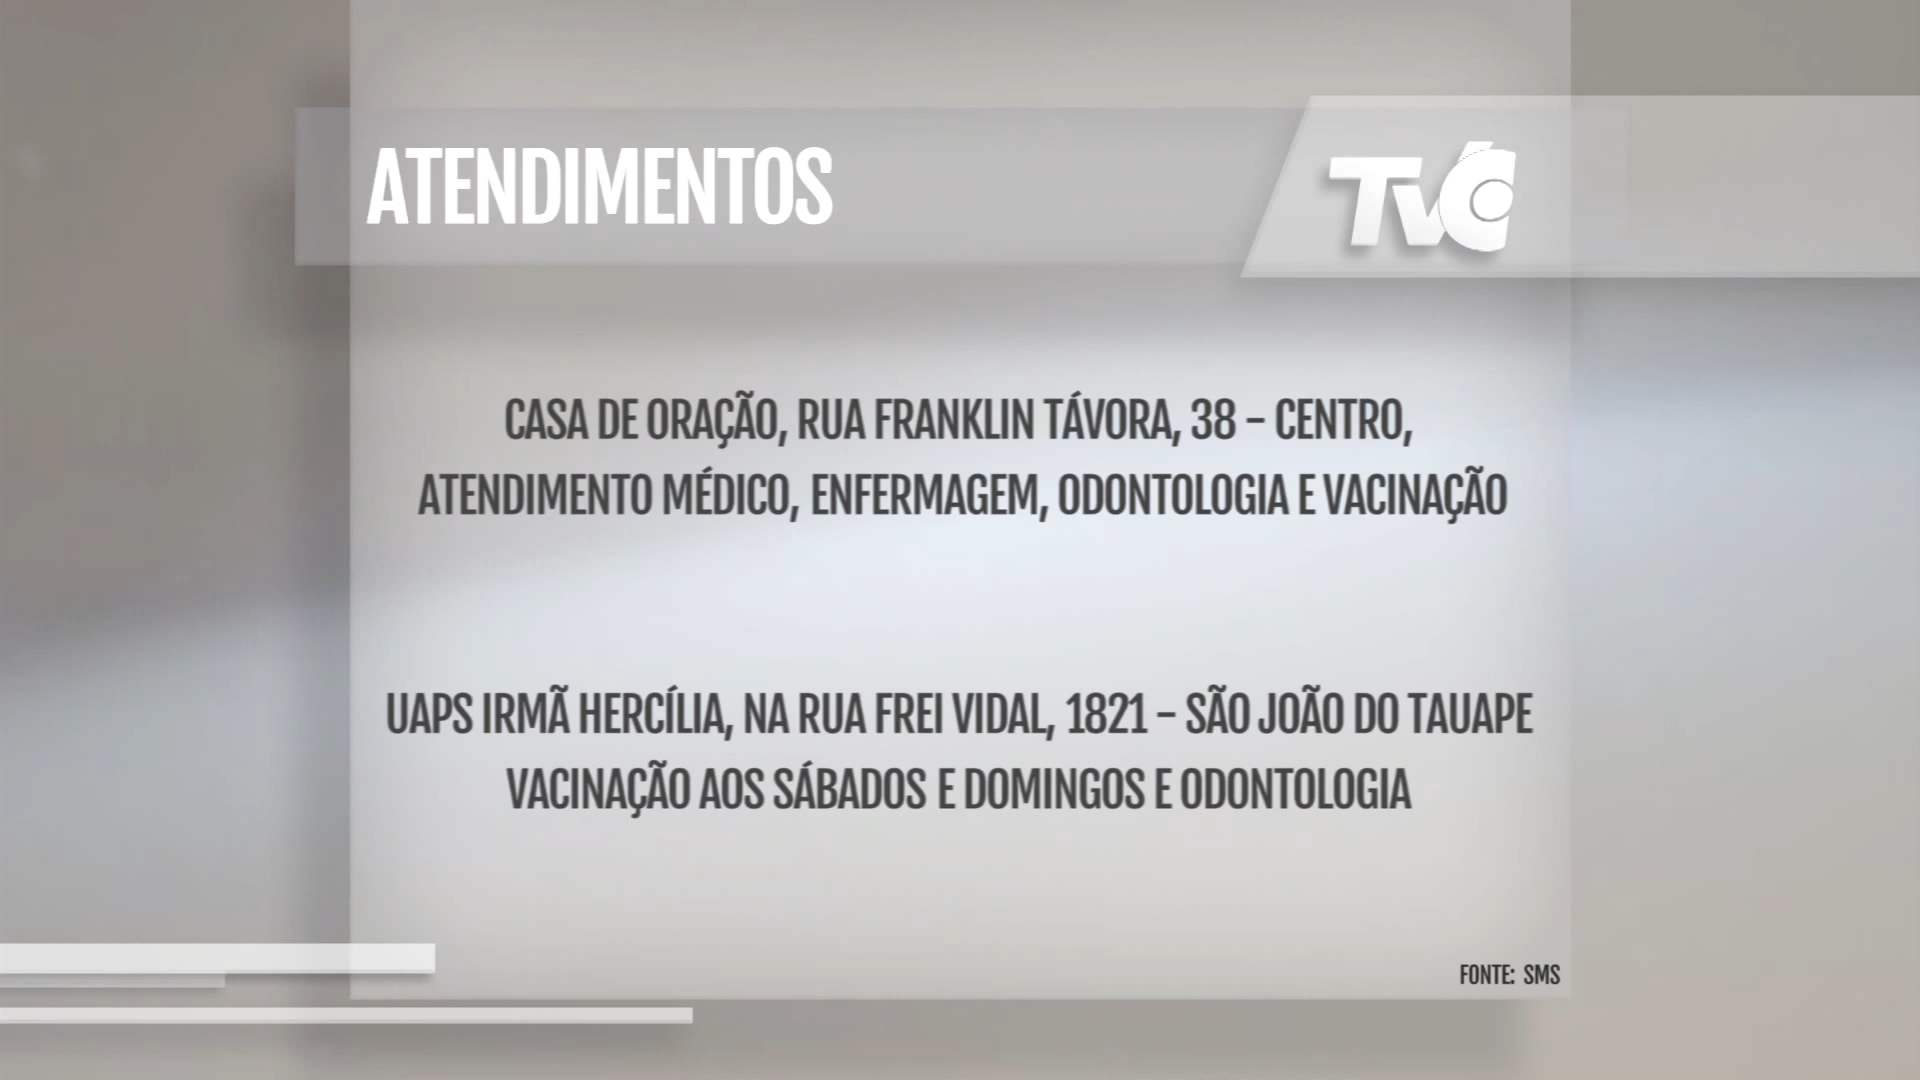 ATENDIMENTOS
TVC
CASA DE ORAÇÃO, RUA FRANKLIN TÁVORA, 38 - CENTRO,
ATENDIMENTO MÉDICO, ENFERMAGEM, ODONTOLOGIA E VACINAÇÃO
UAPS IRMÃ HERCÍLIA, NA RUA FREI VIDAL, 1821 - SÃO JOÃO DO TAUAPE
VACINAÇÃO AOS SÁBADOS E DOMINGOS E ODONTOLOGIA
FONTE: SMS